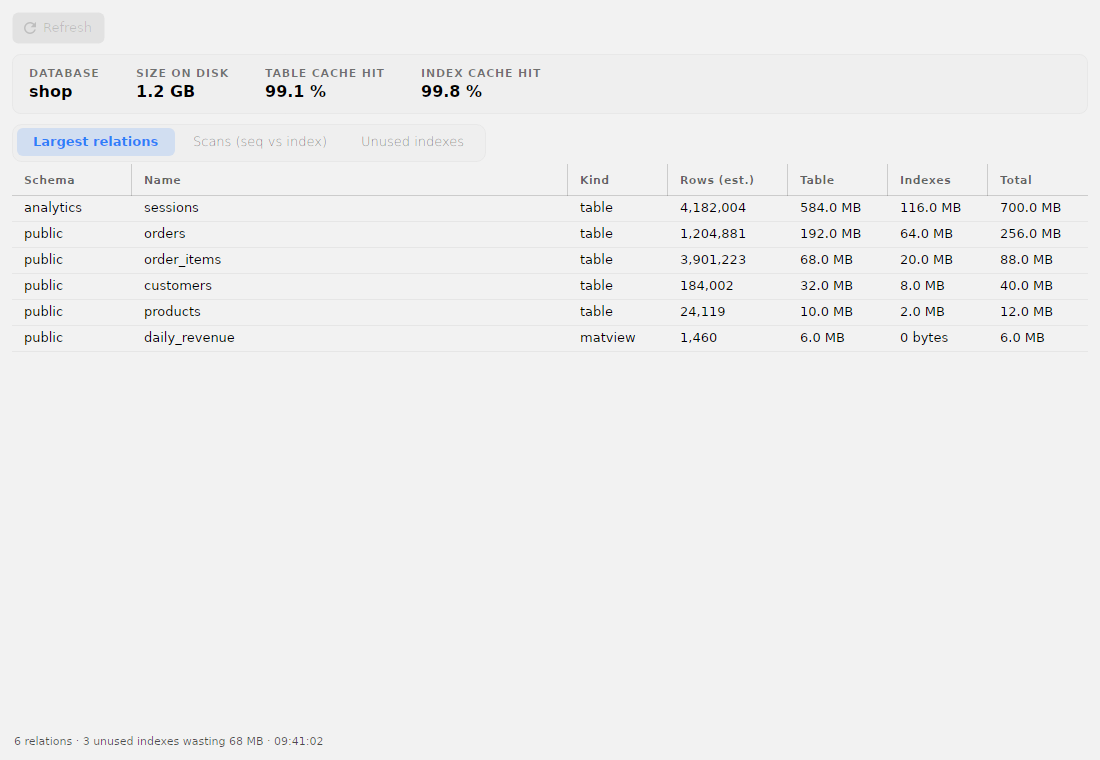 Refresh
DATABASE SIZE ON DISK TABLE CACHE HIT INDEX CACHE HIT
shop 1.2 GB 99.1 % 99.8 %
Largest relations Scans (seq vs index) Unused indexes
Schema Name Kind Rows (est.) Table Indexes Total
analytics sessions table 4,182,004 584.0 MB 116.0 MB 700.0 MB
public orders table 1,204,881 192.0 MB 64.0 MB 256.0 MB
public order_items table 3,901,223 68.0 MB 20.0 MB 88.0 MB
public customers table 184,002 32.0 MB 8.0 MB 40.0 MB
public products table 24,119 10.0 MB 2.0 MB 12.0 MB
public daily_revenue matview 1,460 6.0 MB 0 bytes 6.0 MB
6 relations · 3 unused indexes wasting 68 MB · 09:41:02